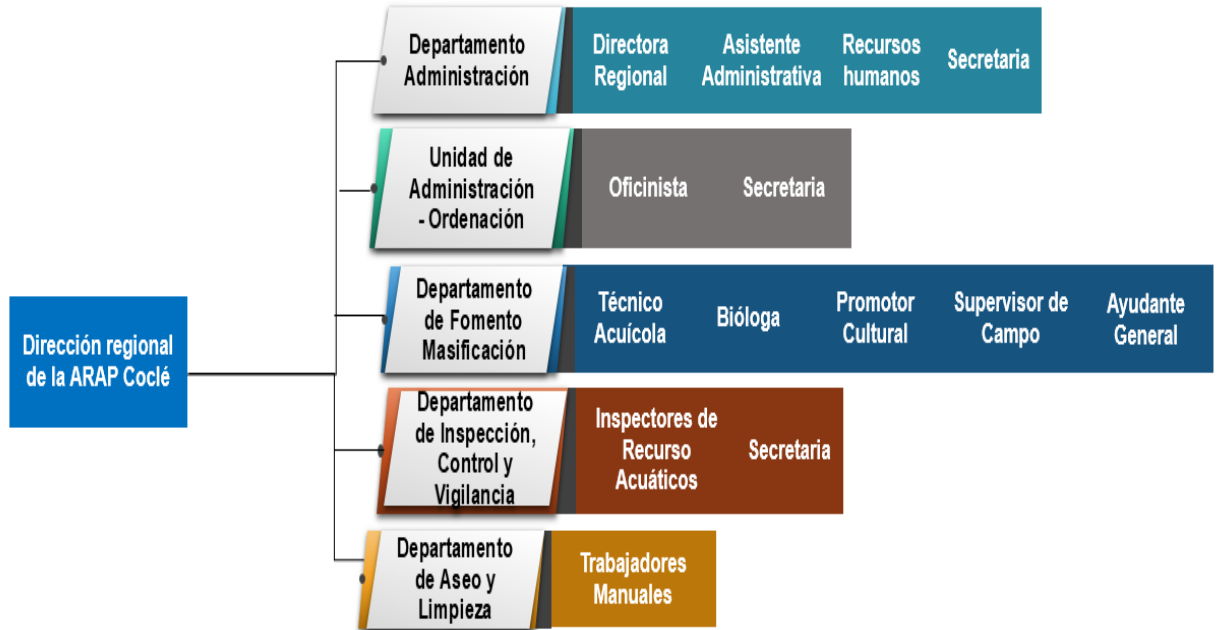 Departamento
Administración
Directora
Regional
Asistente
Administrativa
Recursos
humanos
Secretaria
Unidad de
Administración
- Ordenación
Oficinista
Secretaria
Dirección regional
de la ARAP Coclé
Departamento
de Fomento
Masificación
Técnico
Acuícola
Bióloga
Promotor
Cultural
Supervisor de
Campo
Ayudante
General
Departamento
de Inspección,
Control y
Vigilancia
Inspectores de
Recurso
Acuáticos
Secretaria
Departamento
de Aseo y
Limpieza
Trabajadores
Manuales